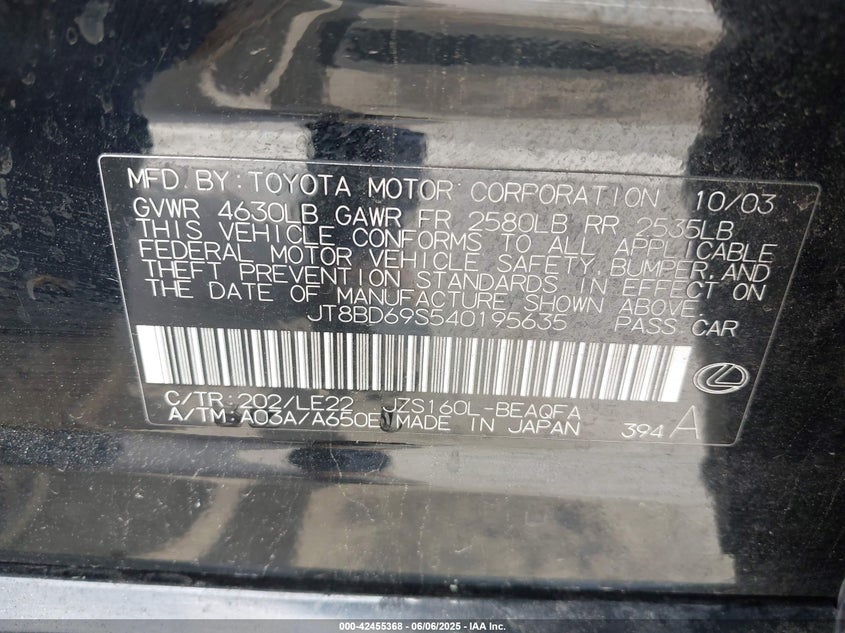 MFD. BY: TOYOTA MOTOR CORPORATION 10/03
GVWR 4630LB GAWR FR 2580LB RR 2535LB
THIS VEHICLE CONFORMS TO ALL APPLICABLE
FEDERAL MOTOR VEHICLE SAFETY, BUMPER, AND
THEFT PREVENTION STANDARDS IN EFFECT ON
THE DATE OF MANUFACTURE SHOWN ABOVE.
JT8BD69S540195635 PASS CAR
C/TR: 202/LE22 JZS160L-BEAQFA
A/TM: A03A/A650E MADE IN JAPAN 394 A
000-42455368 | 06/06/2025 - IAA Inc.